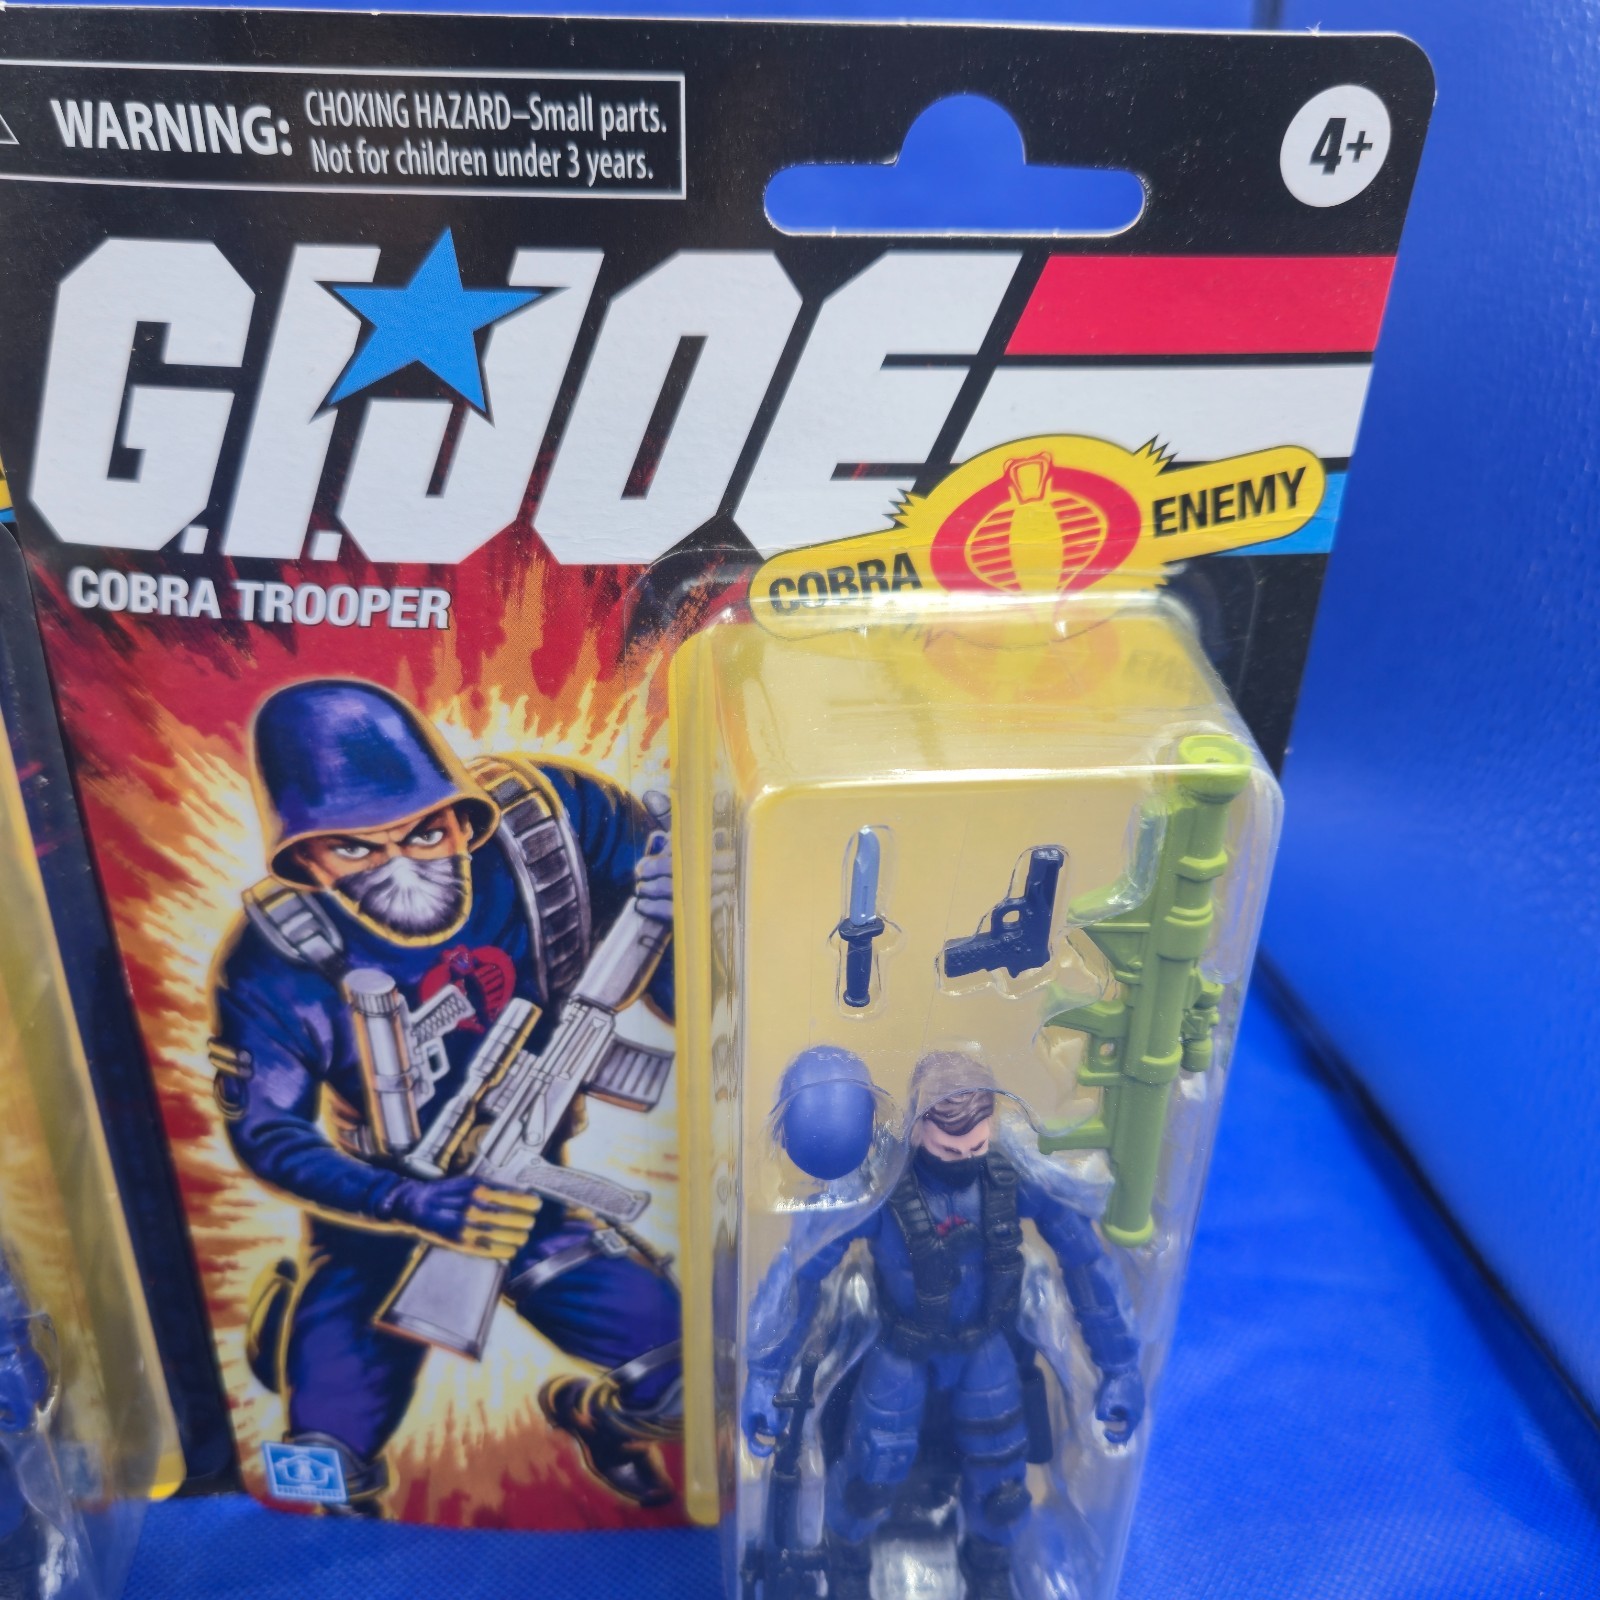 WARNING: CHOKING HAZARD–Small parts.
Not for children under 3 years.
4+
G.I.JOE
COBRA ENEMY
COBRA TROOPER